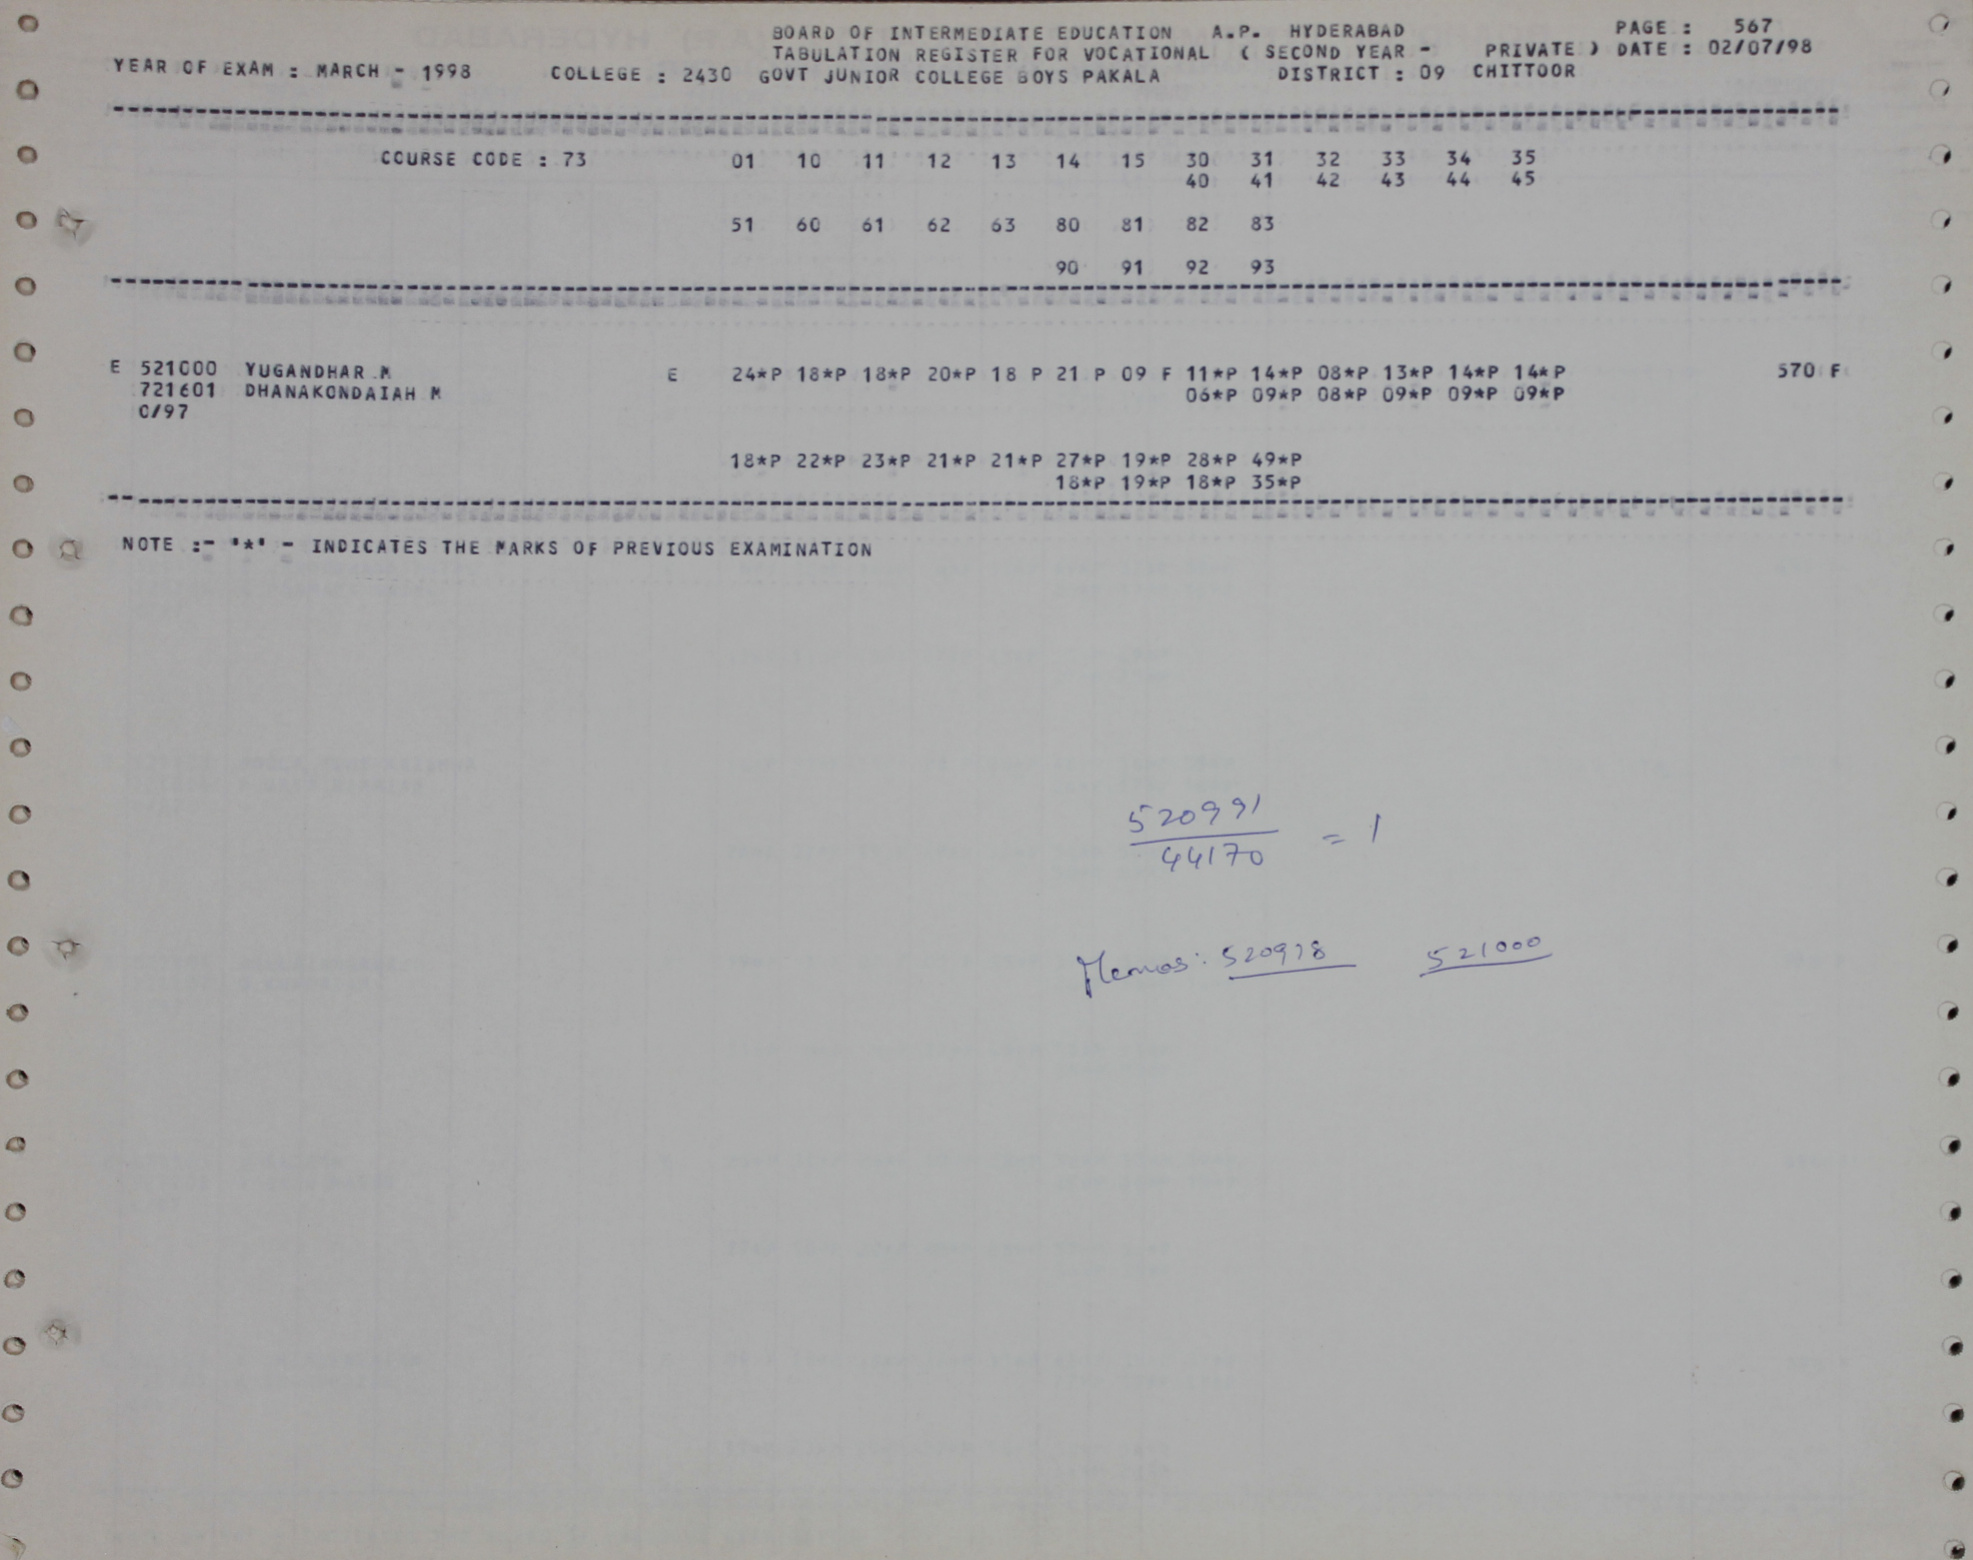 BOARD OF INTERMEDIATE EDUCATION A.P. HYDERABAD PAGE : 567
TABULATION REGISTER FOR VOCATIONAL ( SECOND YEAR - PRIVATE ) DATE : 02/07/98
YEAR OF EXAM : MARCH - 1998 COLLEGE : 2430 GOVT JUNIOR COLLEGE BOYS PAKALA DISTRICT : 09 CHITTOOR
COURSE CODE : 73 01 10 11 12 13 14 15 30 31 32 33 34 35
40 41 42 43 44 45
51 60 61 62 63 80 81 82 83
90 91 92 93
E 521000 YUGANDHAR M E 24*P 18*P 18*P 20*P 18 P 21 P 09 F 11*P 14*P 08*P 13*P 14*P 14*P 570 F
721601 DHANAKONDAIAH M 06*P 09*P 08*P 09*P 09*P 09*P
0/97
18*P 22*P 23*P 21*P 21*P 27*P 19*P 28*P 49*P
18*P 19*P 18*P 35*P
NOTE :- '*' - INDICATES THE MARKS OF PREVIOUS EXAMINATION
520991
44170 = 1
Memos: 520978 521000